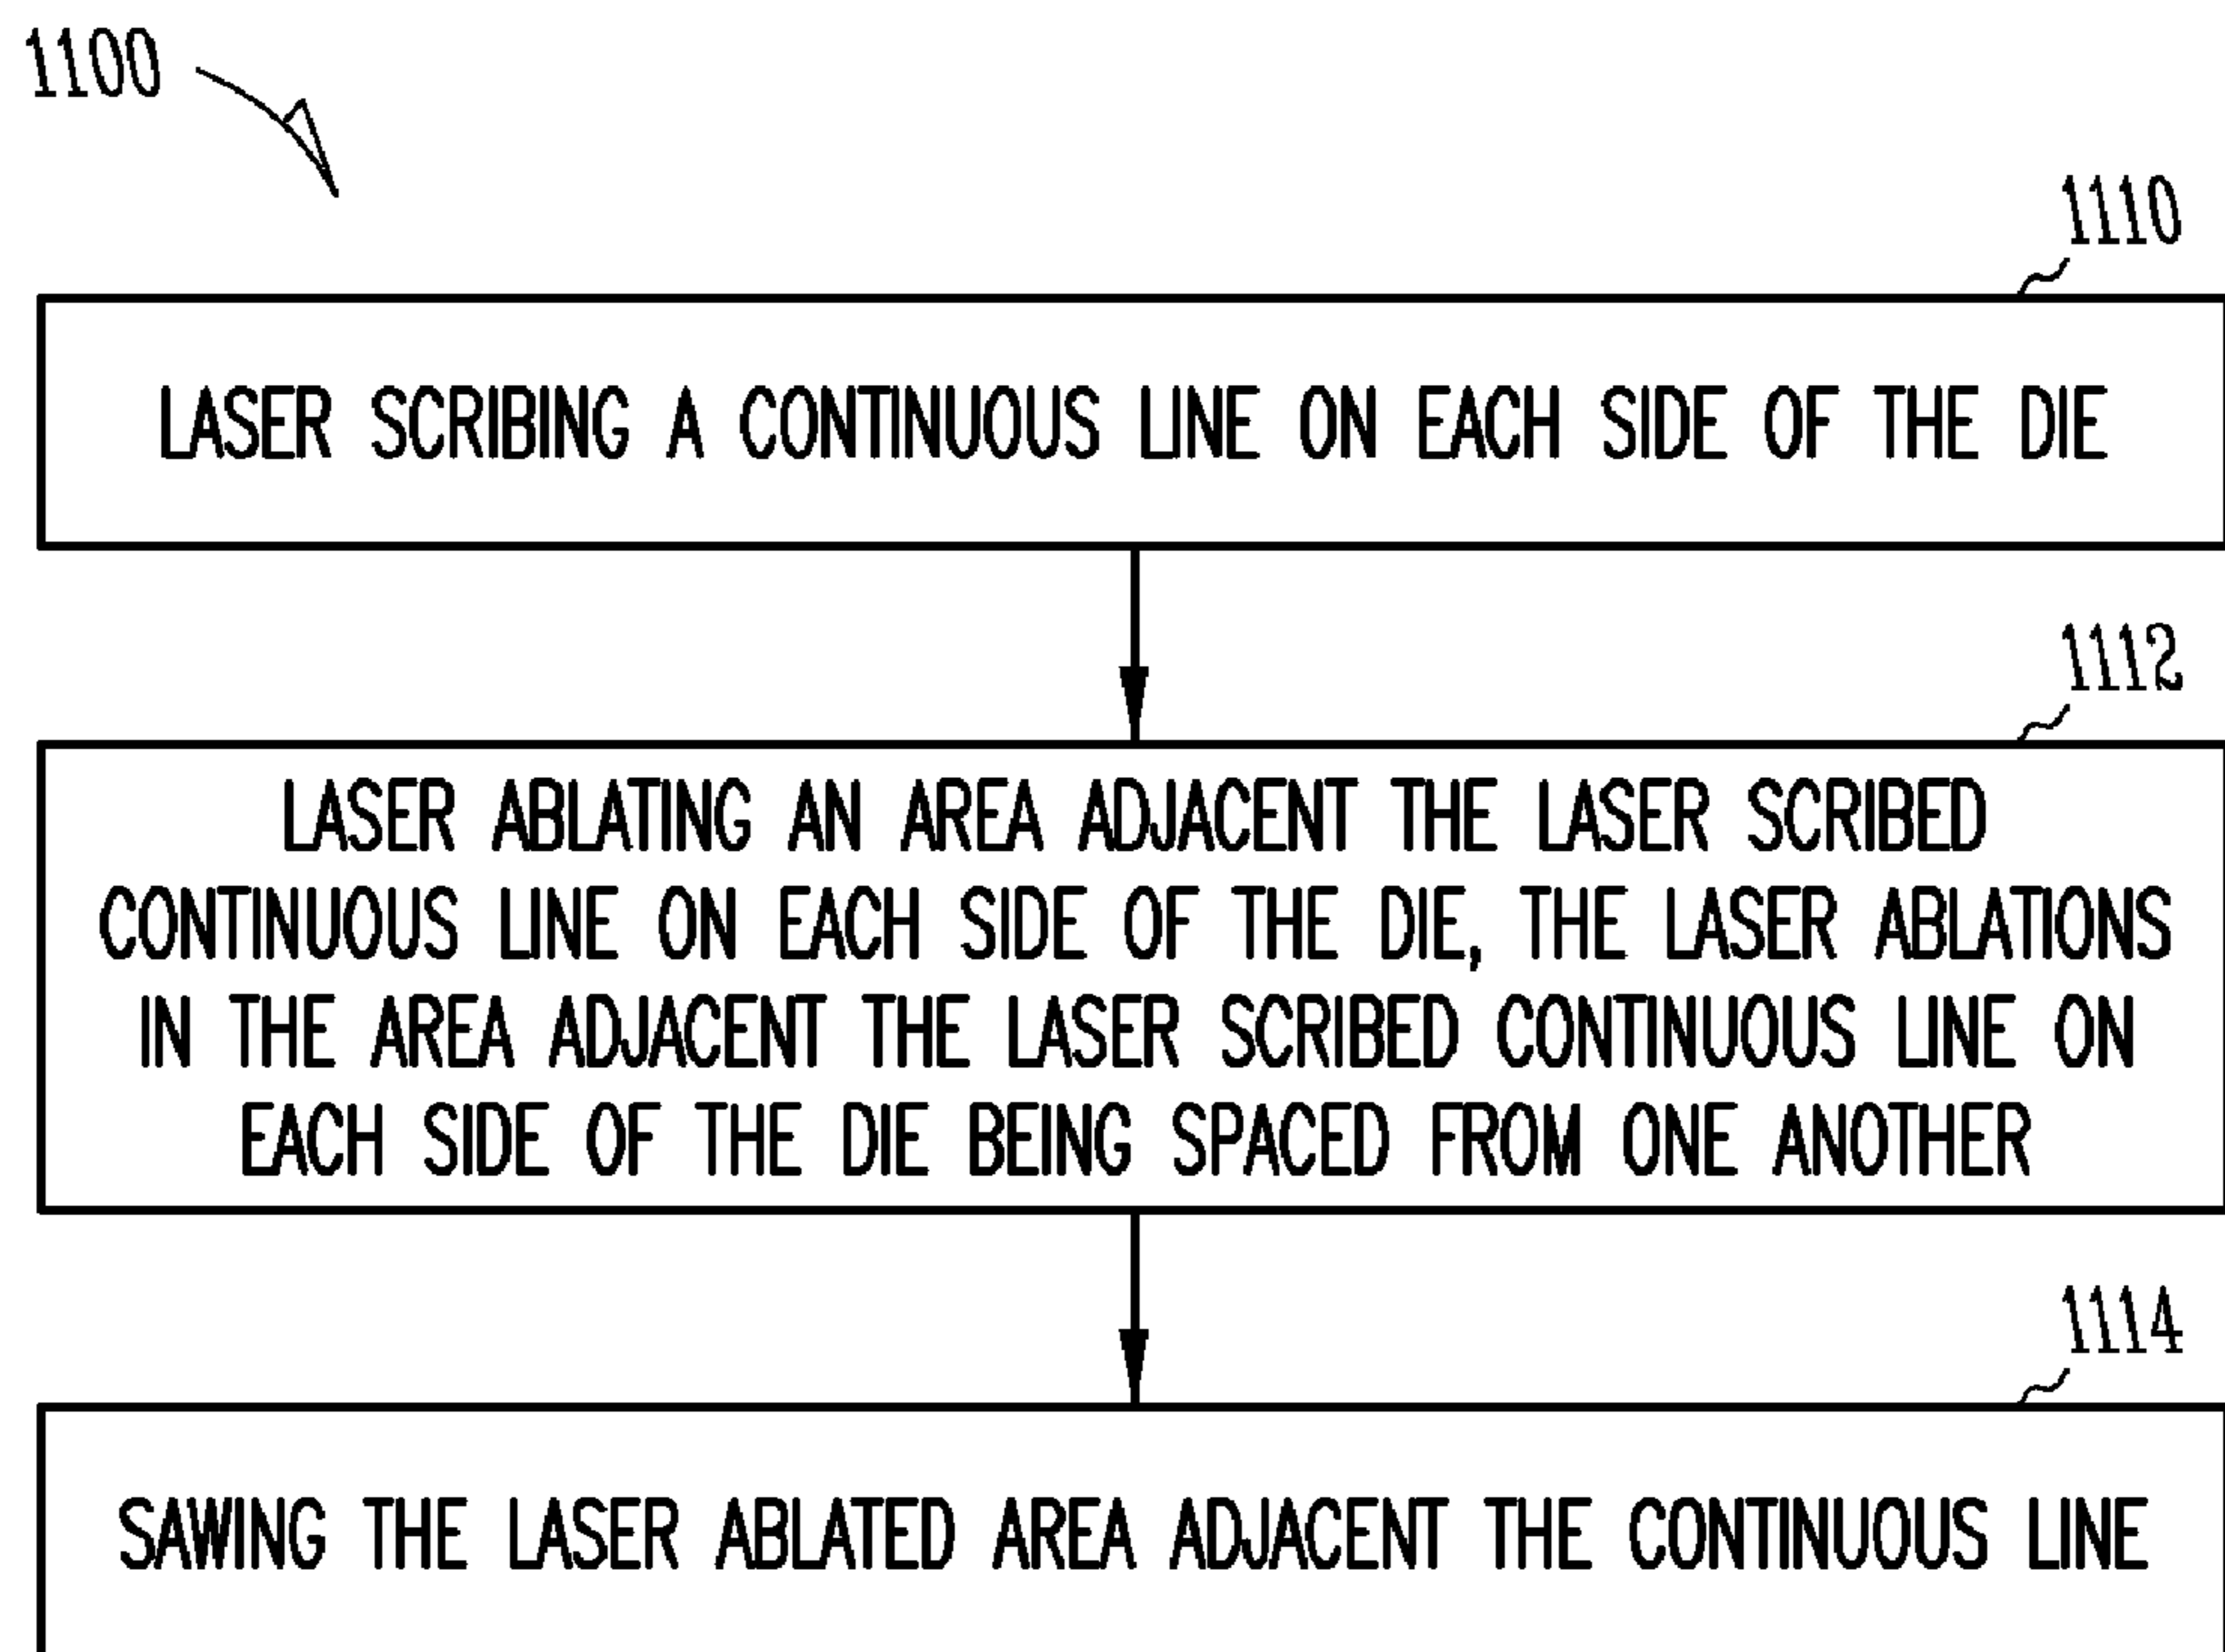 1100
1110
LASER SCRIBING A CONTINUOUS LINE ON EACH SIDE OF THE DIE
1112
LASER ABLATING AN AREA ADJACENT THE LASER SCRIBED
CONTINUOUS LINE ON EACH SIDE OF THE DIE, THE LASER ABLATIONS
IN THE AREA ADJACENT THE LASER SCRIBED CONTINUOUS LINE ON
EACH SIDE OF THE DIE BEING SPACED FROM ONE ANOTHER
1114
SAWING THE LASER ABLATED AREA ADJACENT THE CONTINUOUS LINE